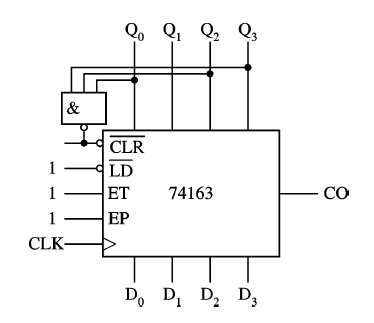 Q₀ Q₁ Q₂ Q₃
&
CLR
1 LD
1 ET 74163 CO
1 EP
CLK
D₀ D₁ D₂ D₃